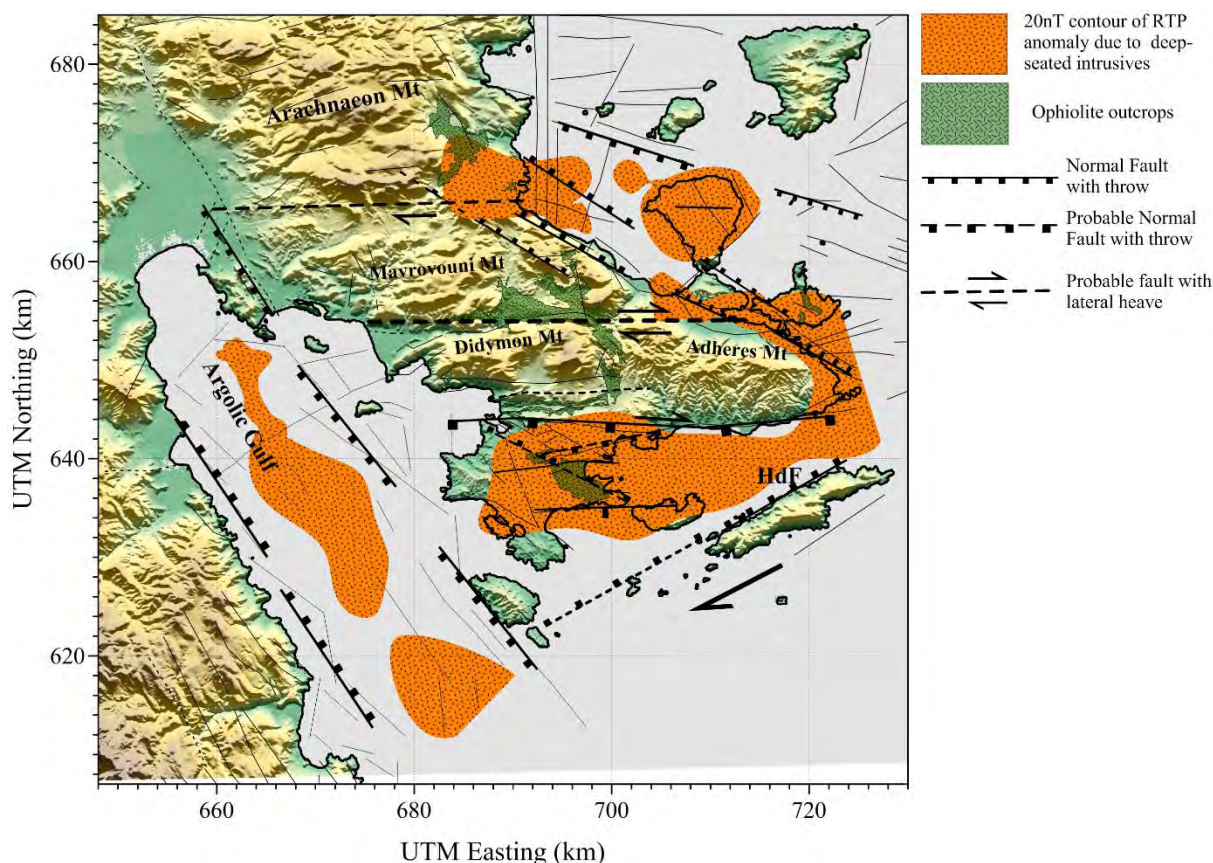 680
660
640
620
UTM Northing (km)
660
680
700
720
UTM Easting (km)
Arachnaeon Mt
Mavrovouni Mt
Didymon Mt
Adheres Mt
Argolic Gulf
HdF
20nT contour of RTP
anomaly due to deep-
seated intrusives
Ophiolite outcrops
Normal Fault
with throw
Probable Normal
Fault with throw
Probable fault with
lateral heave